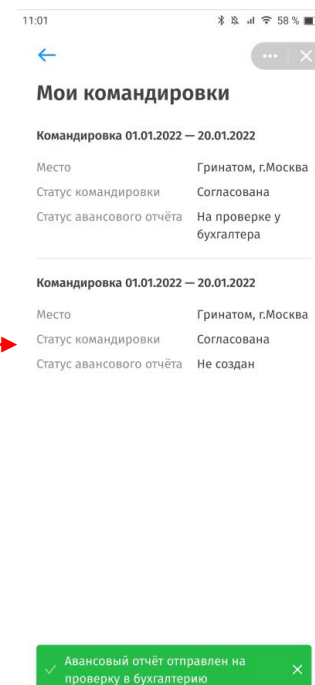 11:01 58 %
Мои командировки
Командировка 01.01.2022 — 20.01.2022
Место Гринатом, г.Москва
Статус командировки Согласована
Статус авансового отчёта На проверке у
бухгалтера
Командировка 01.01.2022 — 20.01.2022
Место Гринатом, г.Москва
Статус командировки Согласована
Статус авансового отчёта Не создан
Авансовый отчёт отправлен на
проверку в бухгалтерию